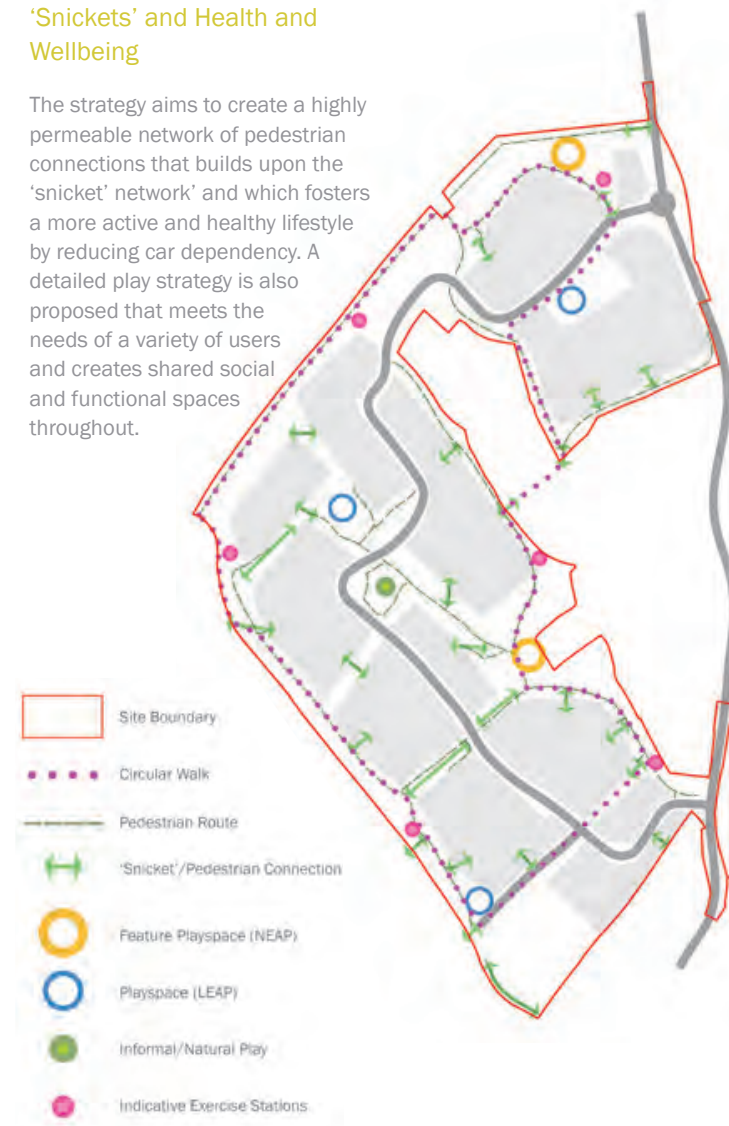 ‘Snickets’ and Health and
Wellbeing
The strategy aims to create a highly
permeable network of pedestrian
connections that builds upon the
‘snicket’ network’ and which fosters
a more active and healthy lifestyle
by reducing car dependency. A
detailed play strategy is also
proposed that meets the
needs of a variety of users
and creates shared social
and functional spaces
throughout.
Site Boundary
Circular Walk
Pedestrian Route
‘Snicket’/Pedestrian Connection
Feature Playspace (NEAP)
Playspace (LEAP)
Informal/Natural Play
Indicative Exercise Stations